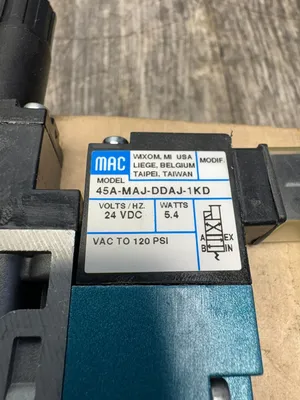 MAC
WIXOM, MI USA
LIEGE, BELGIUM
TAIPEI, TAIWAN
MODIF.
MODEL
45A-MAJ-DDAJ-1KD
VOLTS / HZ.
WATTS
24 VDC
5.4
VAC TO 120 PSI
A EX
B IN